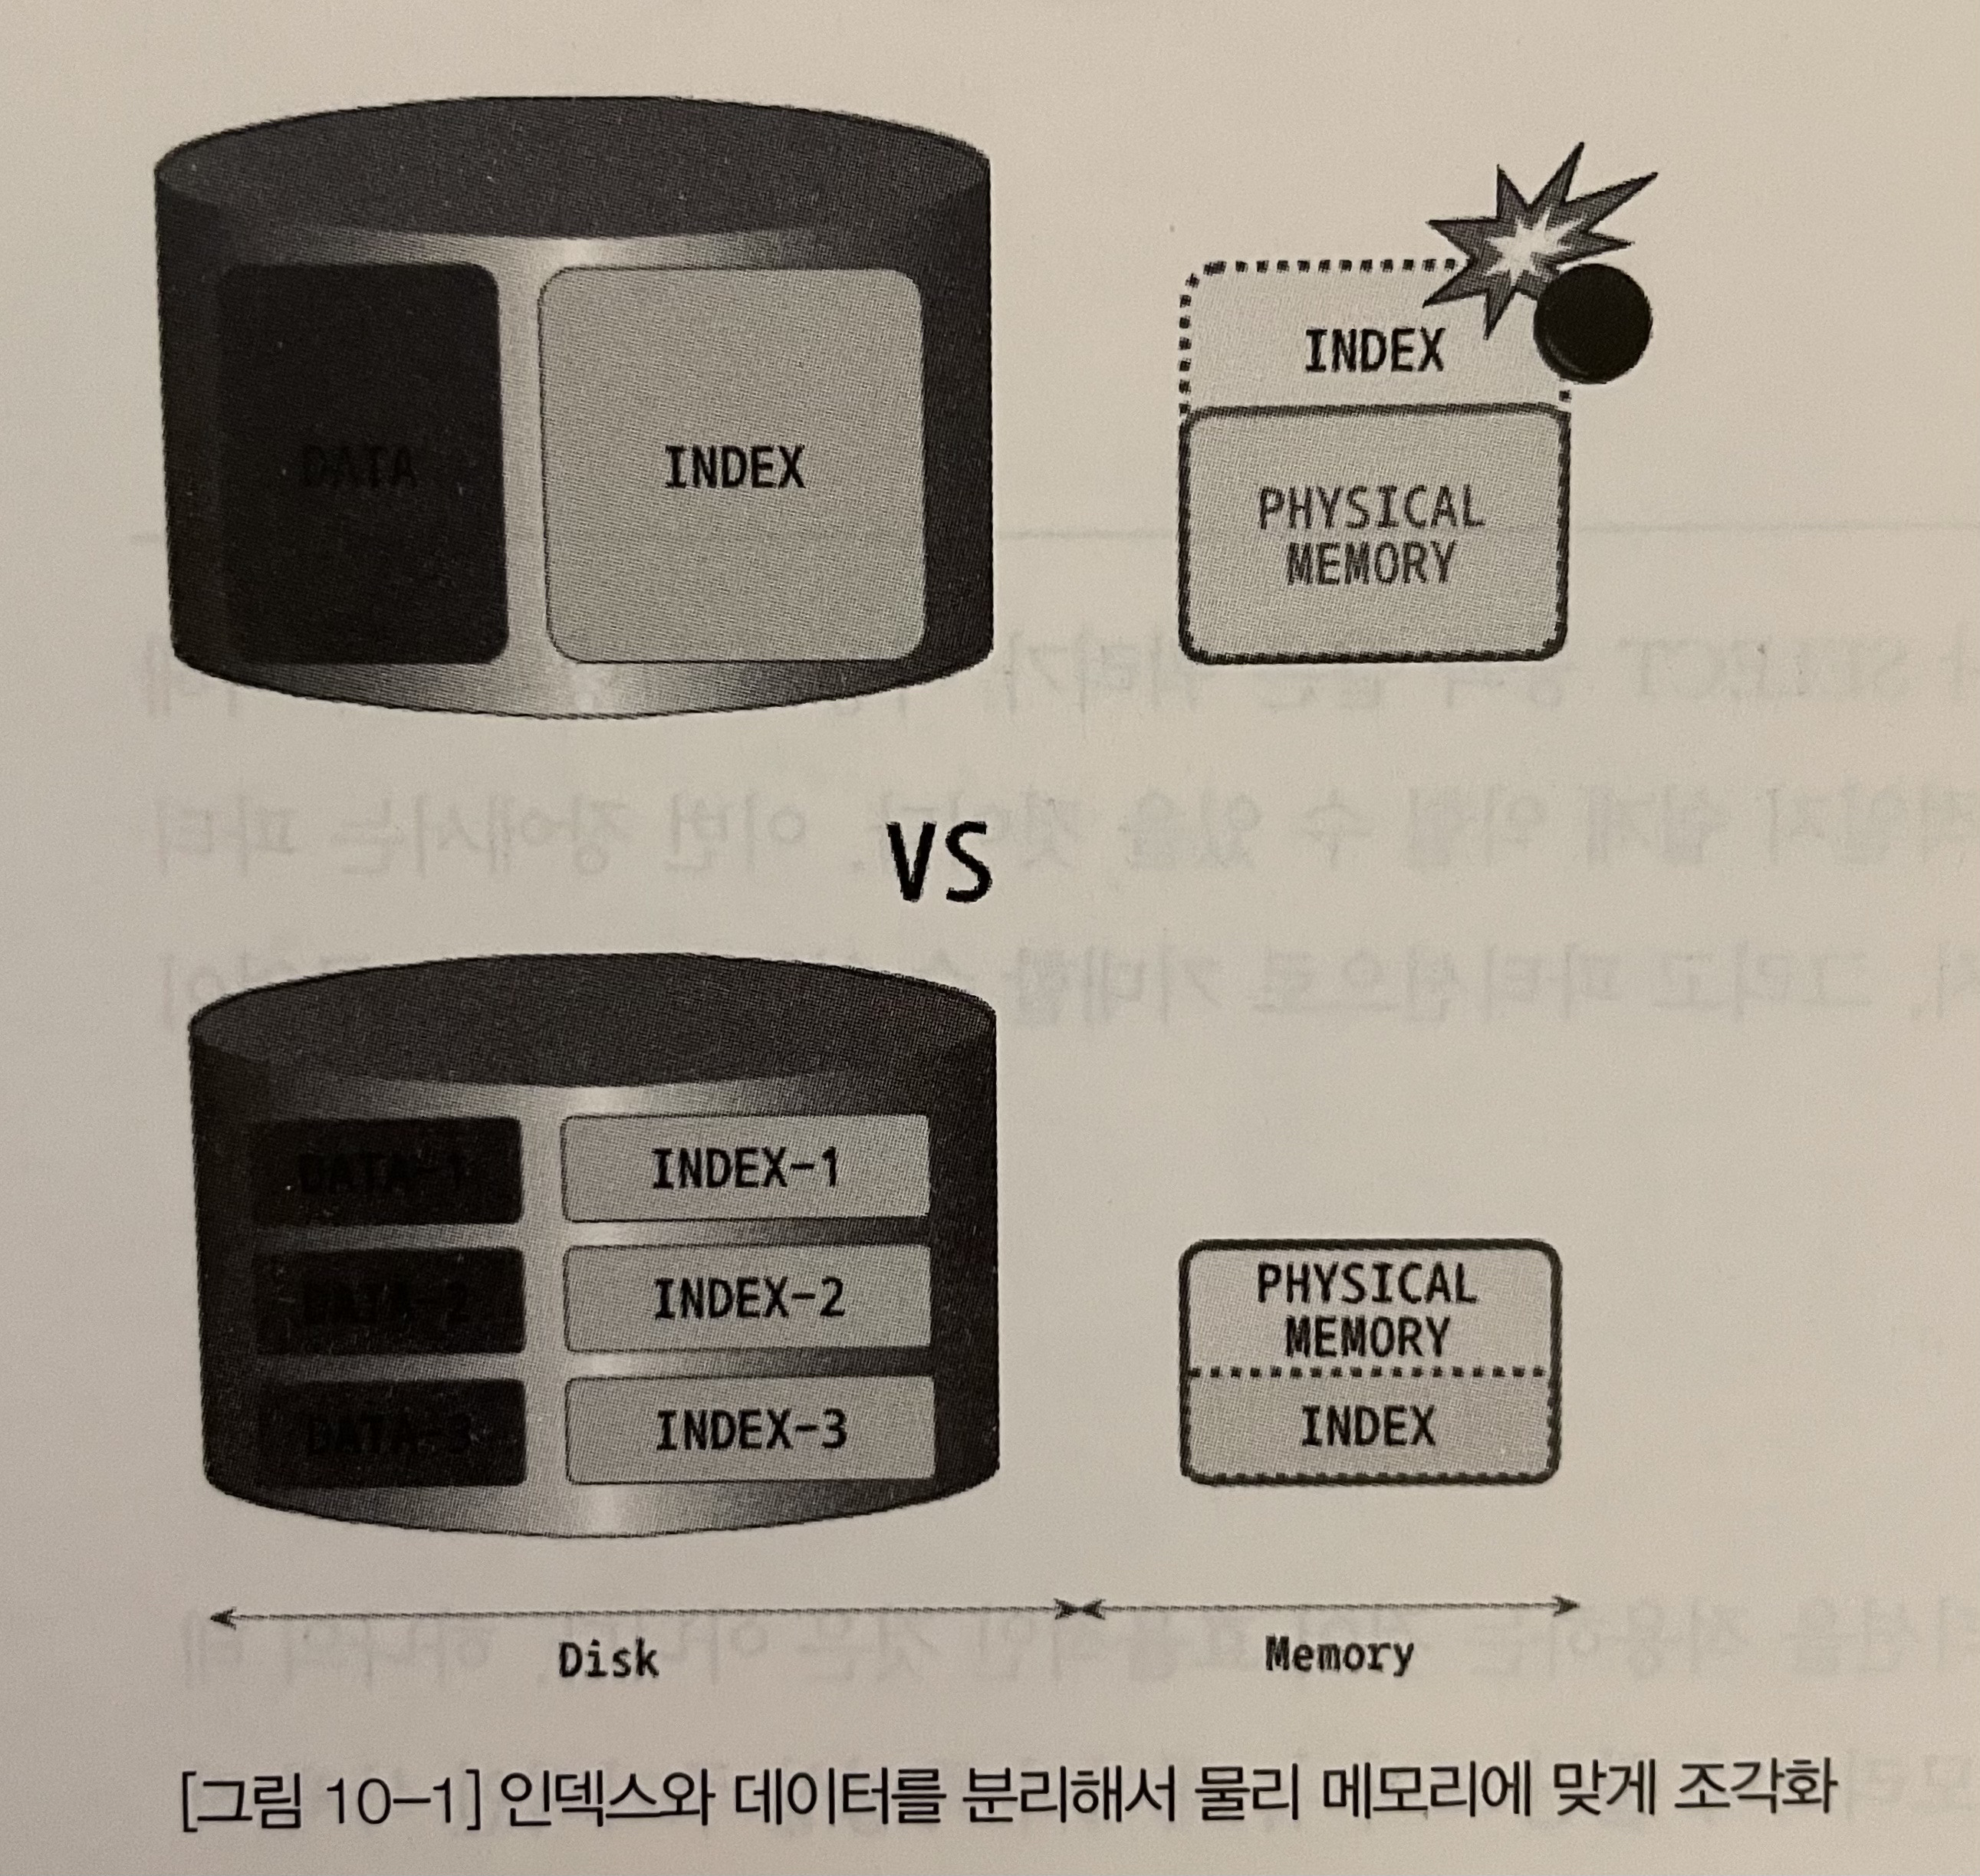 DATA
INDEX
INDEX
PHYSICAL
MEMORY
VS
DATA-1
INDEX-1
DATA-2
INDEX-2
DATA-3
INDEX-3
PHYSICAL
MEMORY
INDEX
Disk
Memory
[그림 10-1] 인덱스와 데이터를 분리해서 물리 메모리에 맞게 조각화